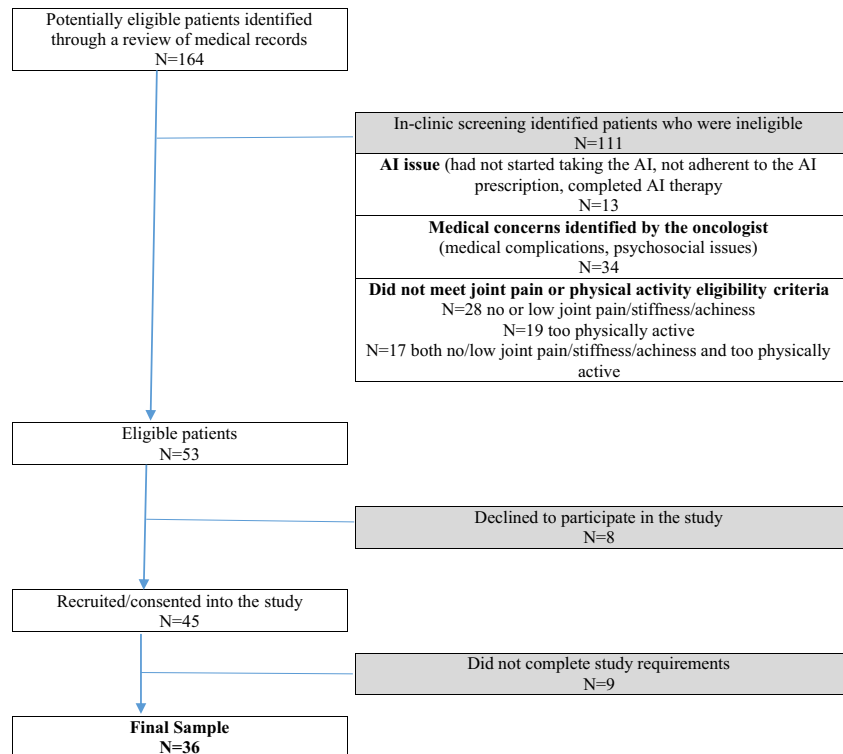 Potentially eligible patients identified
through a review of medical records
N=164
In-clinic screening identified patients who were ineligible
N=111
AI issue (had not started taking the AI, not adherent to the AI
prescription, completed AI therapy
N=13
Medical concerns identified by the oncologist
(medical complications, psychosocial issues)
N=34
Did not meet joint pain or physical activity eligibility criteria
N=28 no or low joint pain/stiffness/achiness
N=19 too physically active
N=17 both no/low joint pain/stiffness/achiness and too physically
active
Eligible patients
N=53
Declined to participate in the study
N=8
Recruited/consented into the study
N=45
Did not complete study requirements
N=9
Final Sample
N=36